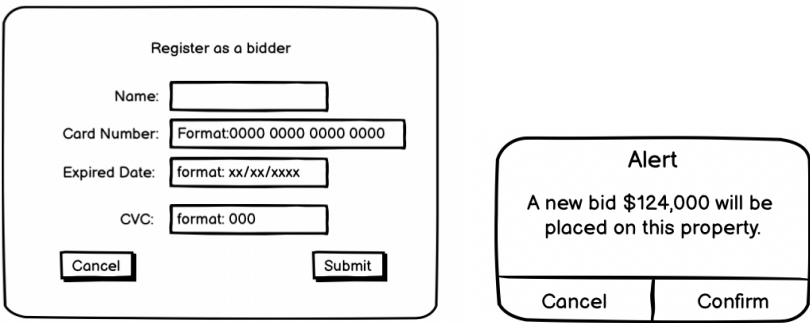 Register as a bidder
Name:
Card Number: Format:0000 0000 0000 0000
Expired Date: format: xx/xx/xxxx
CVC: format: 000
Cancel Submit
Alert
A new bid $124,000 will be
placed on this property.
Cancel Confirm